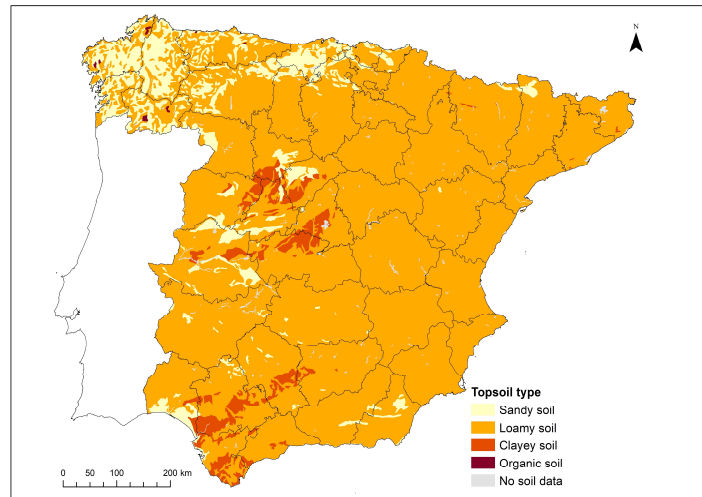 N
Topsoil type
Sandy soil
Loamy soil
Clayey soil
Organic soil
No soil data
0 50 100 200 km